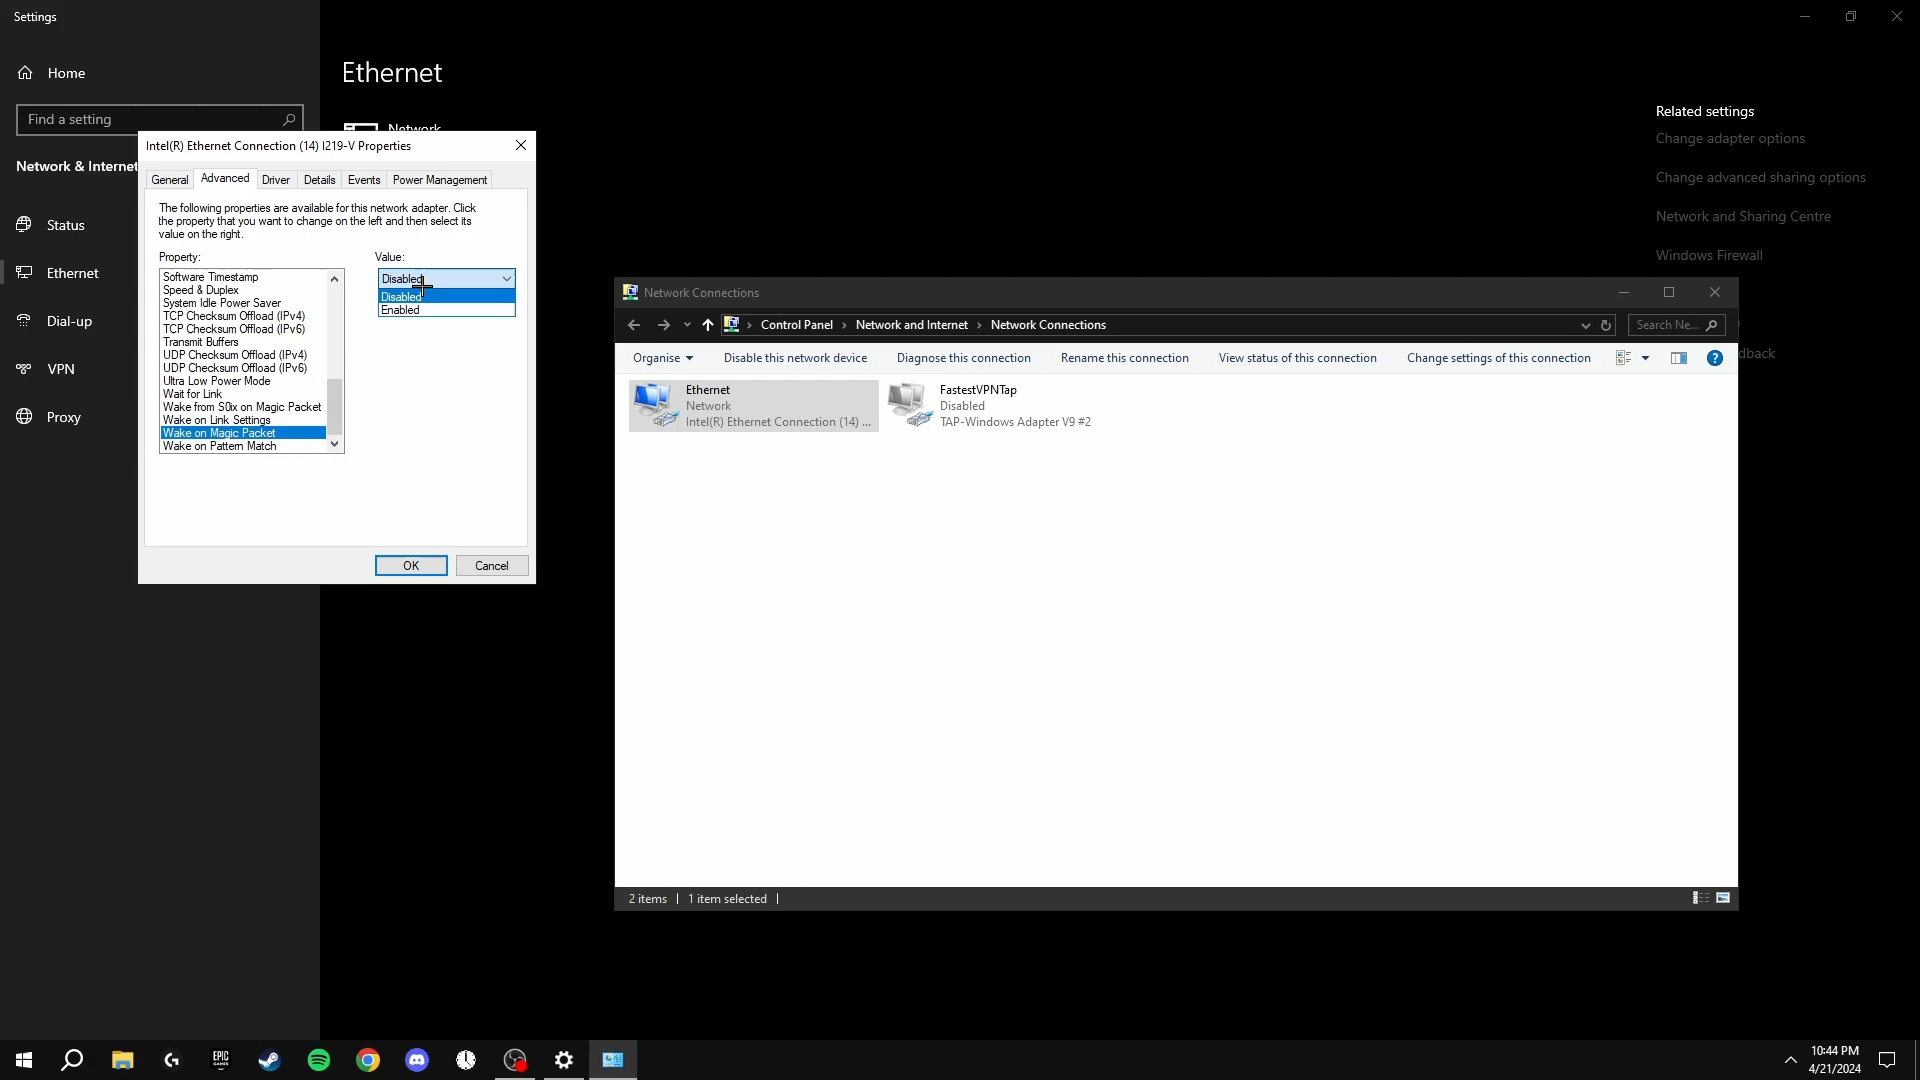 Settings
Home
Find a setting
Network & Internet
Status
Ethernet
Dial-up
VPN
Proxy
Ethernet
Network
Related settings
Change adapter options
Change advanced sharing options
Network and Sharing Centre
Windows Firewall
dback
Intel(R) Ethernet Connection (14) I219-V Properties
General
Advanced
Driver
Details
Events
Power Management
The following properties are available for this network adapter. Click
the property that you want to change on the left and then select its
value on the right.
Property:
Value:
Software Timestamp
Speed & Duplex
System Idle Power Saver
TCP Checksum Offload (IPv4)
TCP Checksum Offload (IPv6)
Transmit Buffers
UDP Checksum Offload (IPv4)
UDP Checksum Offload (IPv6)
Ultra Low Power Mode
Wait for Link
Wake from S0ix on Magic Packet
Wake on Link Settings
Wake on Magic Packet
Wake on Pattern Match
Disabled
Disabled
Enabled
OK
Cancel
Network Connections
Control Panel
Network and Internet
Network Connections
Search Ne...
Organise
Disable this network device
Diagnose this connection
Rename this connection
View status of this connection
Change settings of this connection
Ethernet
Network
Intel(R) Ethernet Connection (14) ...
FastestVPNTap
Disabled
TAP-Windows Adapter V9 #2
2 items
1 item selected
EPIC
GAMES
10:44 PM
4/21/2024